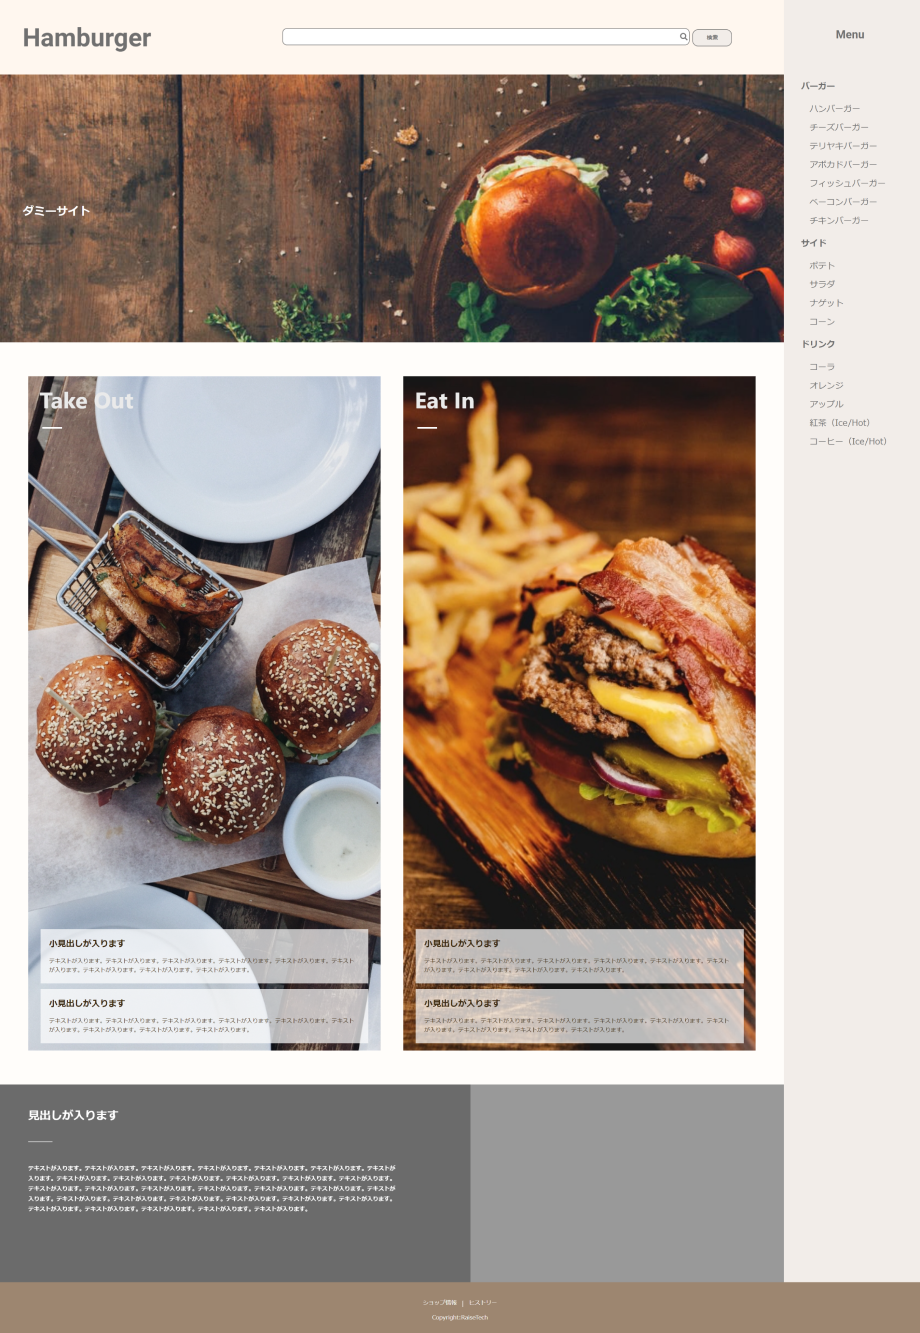 Hamburger
検索
Menu
バーガー
ハンバーガー
チーズバーガー
テリヤキバーガー
アボカドバーガー
フィッシュバーガー
ベーコンバーガー
チキンバーガー
サイド
ポテト
サラダ
ナゲット
コーン
ドリンク
コーラ
オレンジ
アップル
紅茶（Ice/Hot）
コーヒー（Ice/Hot）
ダミーサイト
Take Out
小見出しが入ります
テキストが入ります。テキストが入ります。テキストが入ります。テキストが入ります。テキストが入ります。テキスト
が入ります。テキストが入ります。テキストが入ります。テキストが入ります。
小見出しが入ります
テキストが入ります。テキストが入ります。テキストが入ります。テキストが入ります。テキストが入ります。テキスト
が入ります。テキストが入ります。テキストが入ります。テキストが入ります。
Eat In
小見出しが入ります
テキストが入ります。テキストが入ります。テキストが入ります。テキストが入ります。テキストが入ります。テキスト
が入ります。テキストが入ります。テキストが入ります。テキストが入ります。
小見出しが入ります
テキストが入ります。テキストが入ります。テキストが入ります。テキストが入ります。テキストが入ります。テキスト
が入ります。テキストが入ります。テキストが入ります。テキストが入ります。
見出しが入ります
テキストが入ります。テキストが入ります。テキストが入ります。テキストが入ります。テキストが入ります。テキストが入ります。テキストが
入ります。テキストが入ります。テキストが入ります。テキストが入ります。テキストが入ります。テキストが入ります。テキストが入ります。
テキストが入ります。テキストが入ります。テキストが入ります。テキストが入ります。テキストが入ります。テキストが入ります。テキストが
入ります。テキストが入ります。テキストが入ります。テキストが入ります。テキストが入ります。テキストが入ります。テキストが入ります。
テキストが入ります。テキストが入ります。テキストが入ります。テキストが入ります。テキストが入ります。
ショップ情報 | ヒストリー
Copyright:RaiseTech